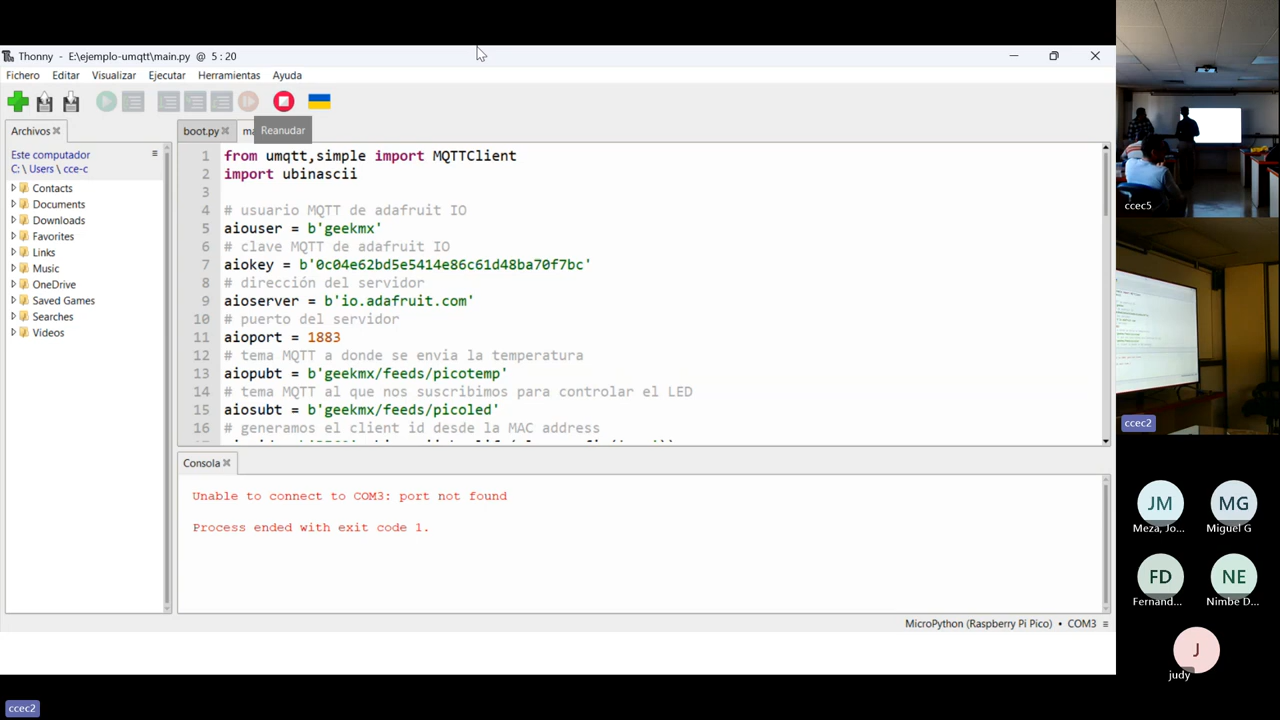 Thonny - E:\ejemplo-umqtt\main.py @ 5 : 20
Fichero Editar Visualizar Ejecutar Herramientas Ayuda
Archivos
Este computador
C: \ Users \ cce-c
Contacts
Documents
Downloads
Favorites
Links
Music
OneDrive
Saved Games
Searches
Videos
boot.py
Reanudar
1 from umqtt,simple import MQTTClient
2 import ubinascii
3
4 # usuario MQTT de adafruit IO
5 aiouser = b'geekmx'
6 # clave MQTT de adafruit IO
7 aiokey = b'0c04e62bd5e5414e86c61d48ba70f7bc'
8 # dirección del servidor
9 aioserver = b'io.adafruit.com'
10 # puerto del servidor
11 aioport = 1883
12 # tema MQTT a donde se envia la temperatura
13 aiopubt = b'geekmx/feeds/picotemp'
14 # tema MQTT al que nos suscribimos para controlar el LED
15 aiosubt = b'geekmx/feeds/picoled'
16 # generamos el client id desde la MAC address
Consola
Unable to connect to COM3: port not found
Process ended with exit code 1.
MicroPython (Raspberry Pi Pico) • COM3
ccec5
ccec2
JM
Meza, Jo...
MG
Miguel G
FD
Fernand...
NE
Nimbe D...
J
judy
ccec2